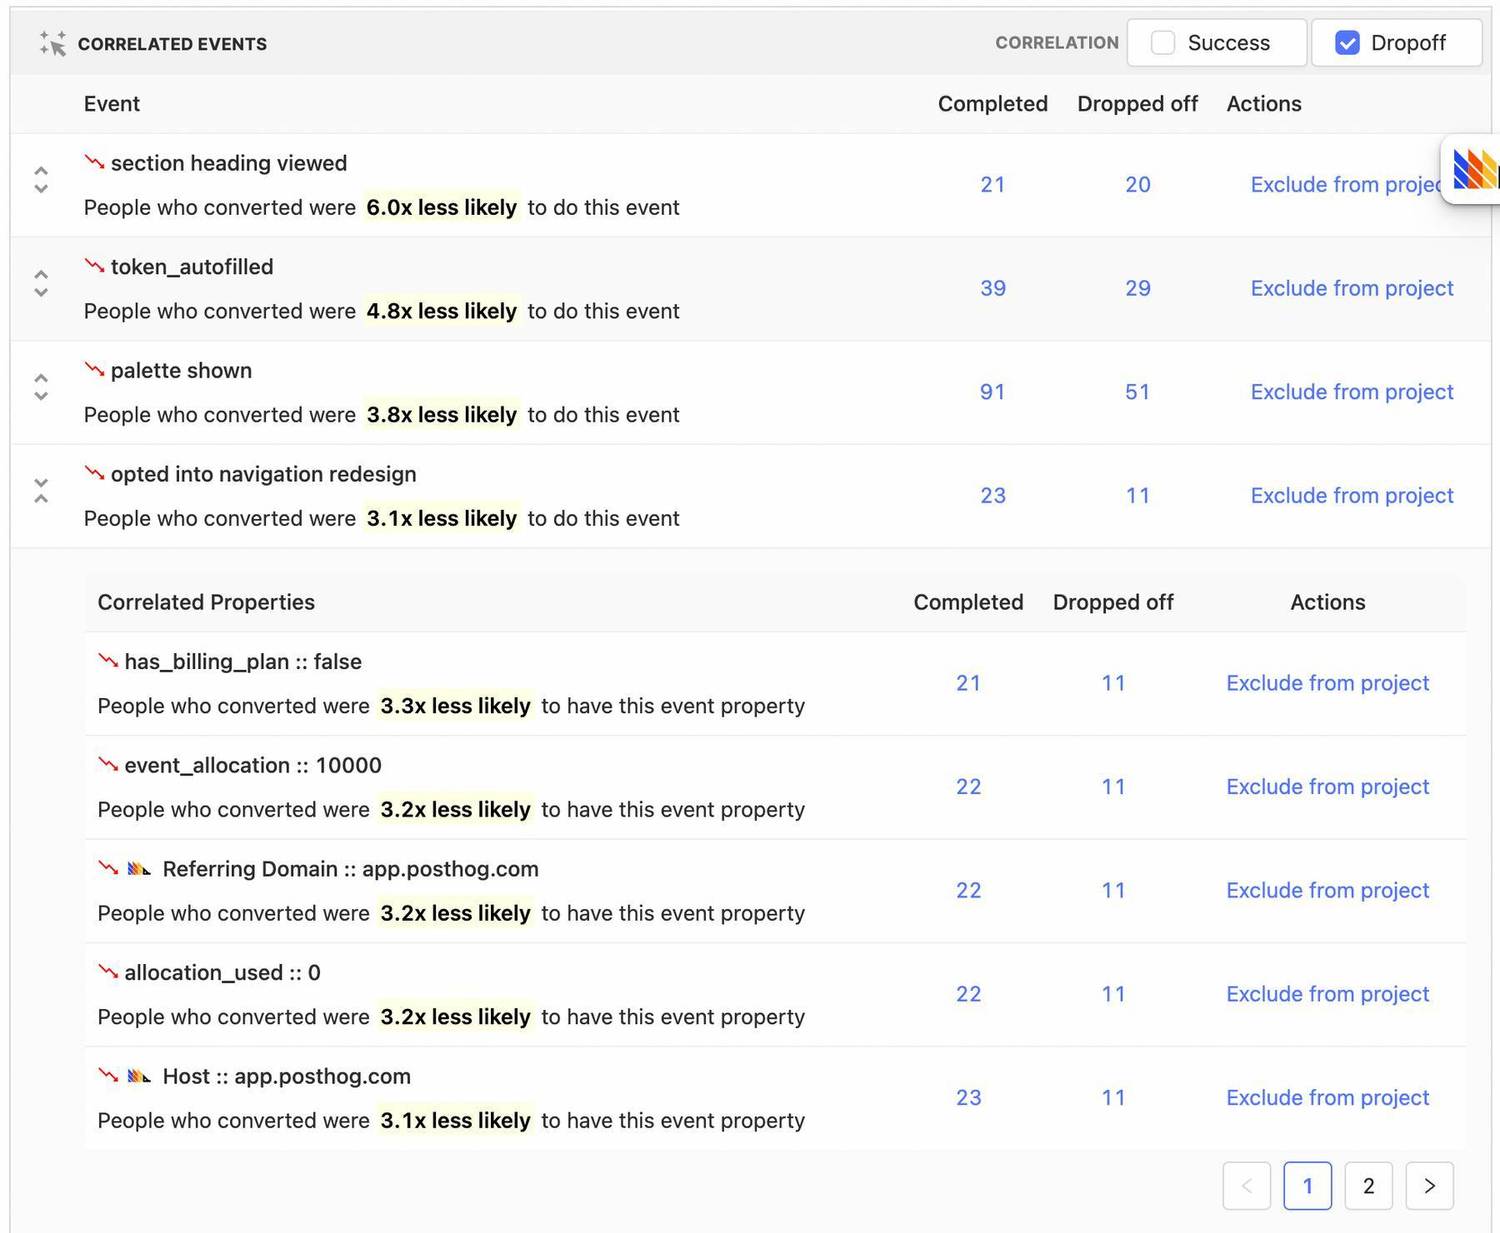 CORRELATED EVENTS
CORRELATION Success Dropoff
Event Completed Dropped off Actions
section heading viewed
People who converted were 6.0x less likely to do this event
21 20 Exclude from projec
token_autofilled
People who converted were 4.8x less likely to do this event
39 29 Exclude from project
palette shown
People who converted were 3.8x less likely to do this event
91 51 Exclude from project
opted into navigation redesign
People who converted were 3.1x less likely to do this event
23 11 Exclude from project
Correlated Properties Completed Dropped off Actions
has_billing_plan :: false
People who converted were 3.3x less likely to have this event property
21 11 Exclude from project
event_allocation :: 10000
People who converted were 3.2x less likely to have this event property
22 11 Exclude from project
Referring Domain :: app.posthog.com
People who converted were 3.2x less likely to have this event property
22 11 Exclude from project
allocation_used :: 0
People who converted were 3.2x less likely to have this event property
22 11 Exclude from project
Host :: app.posthog.com
People who converted were 3.1x less likely to have this event property
23 11 Exclude from project
< 1 2 >